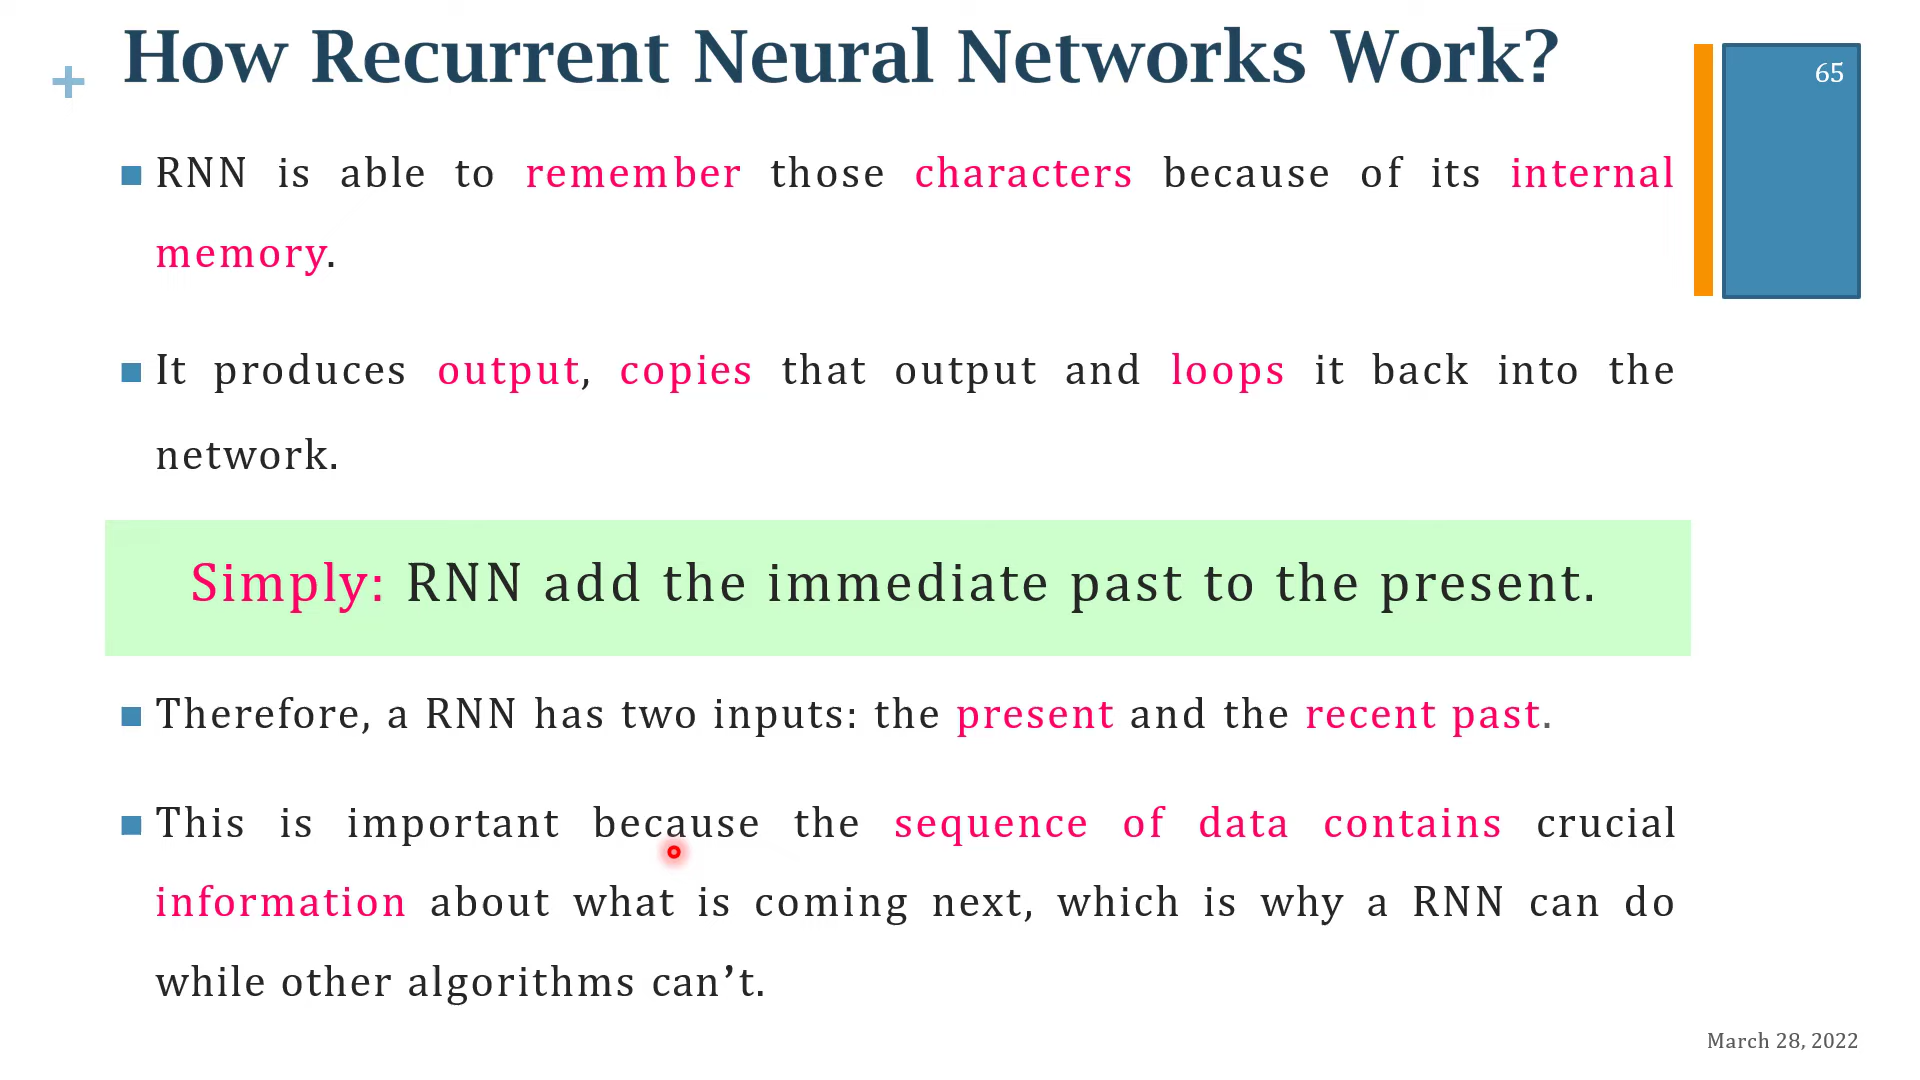 How Recurrent Neural Networks Work?
65
RNN is able to remember those characters because of its internal
memory.
It produces output, copies that output and loops it back into the
network.
Simply: RNN add the immediate past to the present.
Therefore, a RNN has two inputs: the present and the recent past.
This is important because the sequence of data contains crucial
information about what is coming next, which is why a RNN can do
while other algorithms can’t.
March 28, 2022